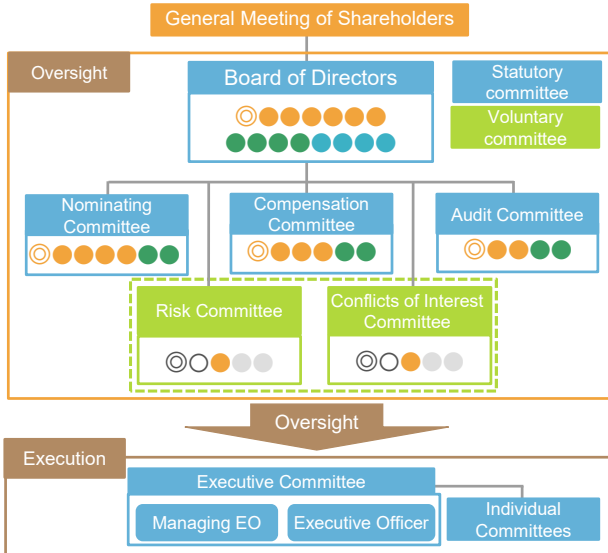 General Meeting of Shareholders
Oversight
Board of Directors
Statutory
committee
Voluntary
committee
Nominating
Committee
Compensation
Committee
Audit Committee
Risk Committee
Conflicts of Interest
Committee
Oversight
Execution
Executive Committee
Managing EO
Executive Officer
Individual
Committees